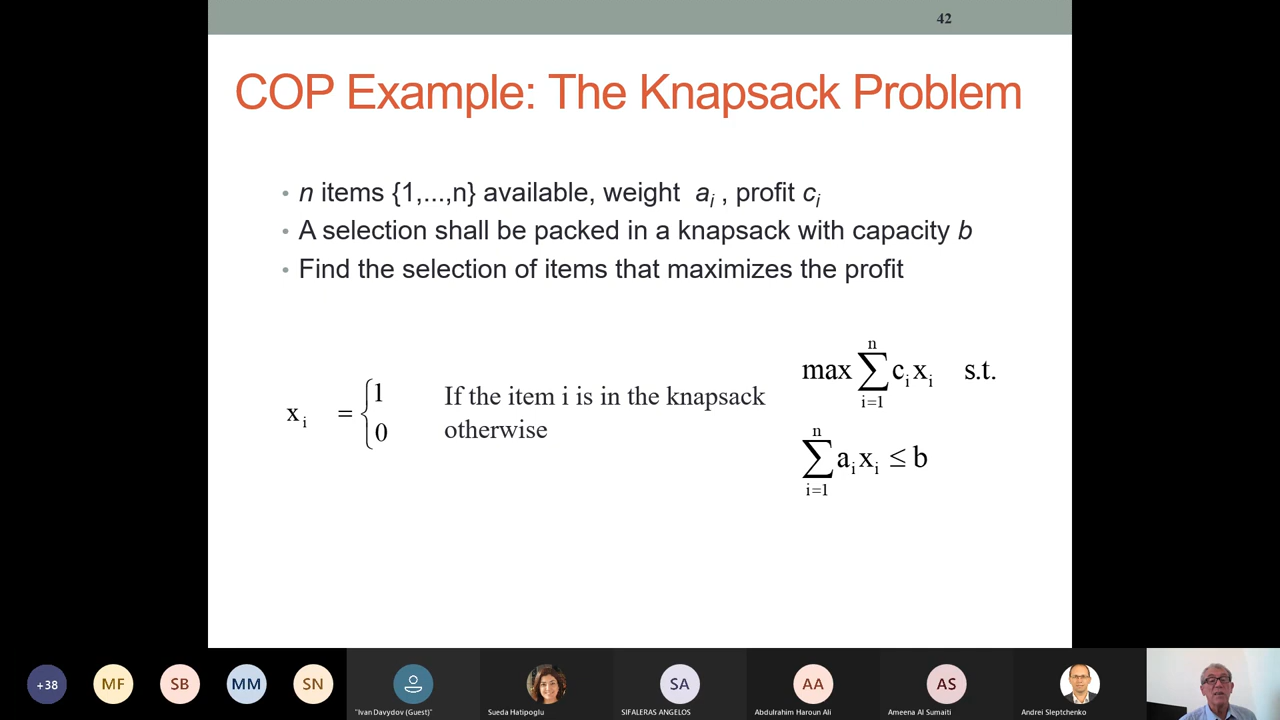 42
COP Example: The Knapsack Problem
• n items {1,...,n} available, weight a_i , profit c_i
• A selection shall be packed in a knapsack with capacity b
• Find the selection of items that maximizes the profit
x_i = { 1 If the item i is in the knapsack
0 otherwise
max ∑_{i=1}^{n} c_i x_i s.t.
∑_{i=1}^{n} a_i x_i ≤ b
+38 MF SB MM SN SA AA AS
"Ivan Davydov (Guest)" Sueda Hatipoglu SIFALERAS ANGELOS Abdulrahim Haroun Ali Ameena Al Sumaiti Andrei Sleptchenko